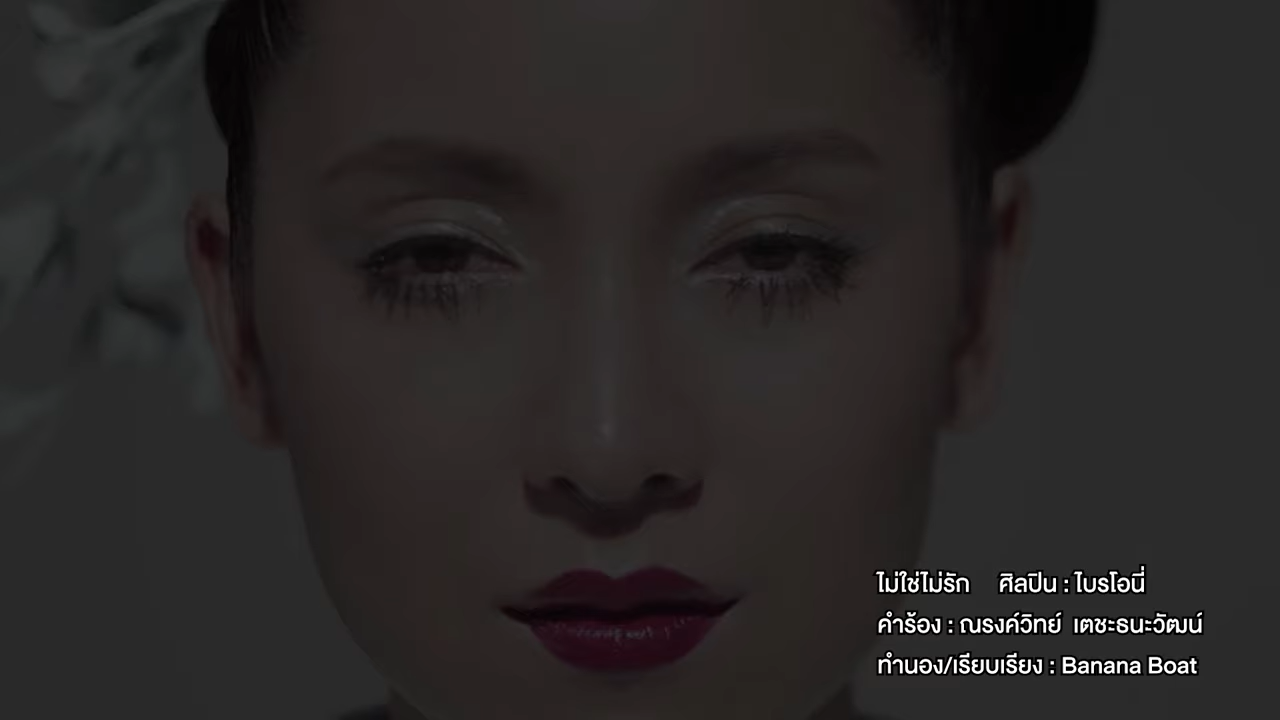 ไม่ใช่ไม่รัก ศิลปิน : ไบรโอนี่
คำร้อง : ณรงค์วิทย์ เตชะธนะวัฒน์
ทำนอง/เรียบเรียง : Banana Boat